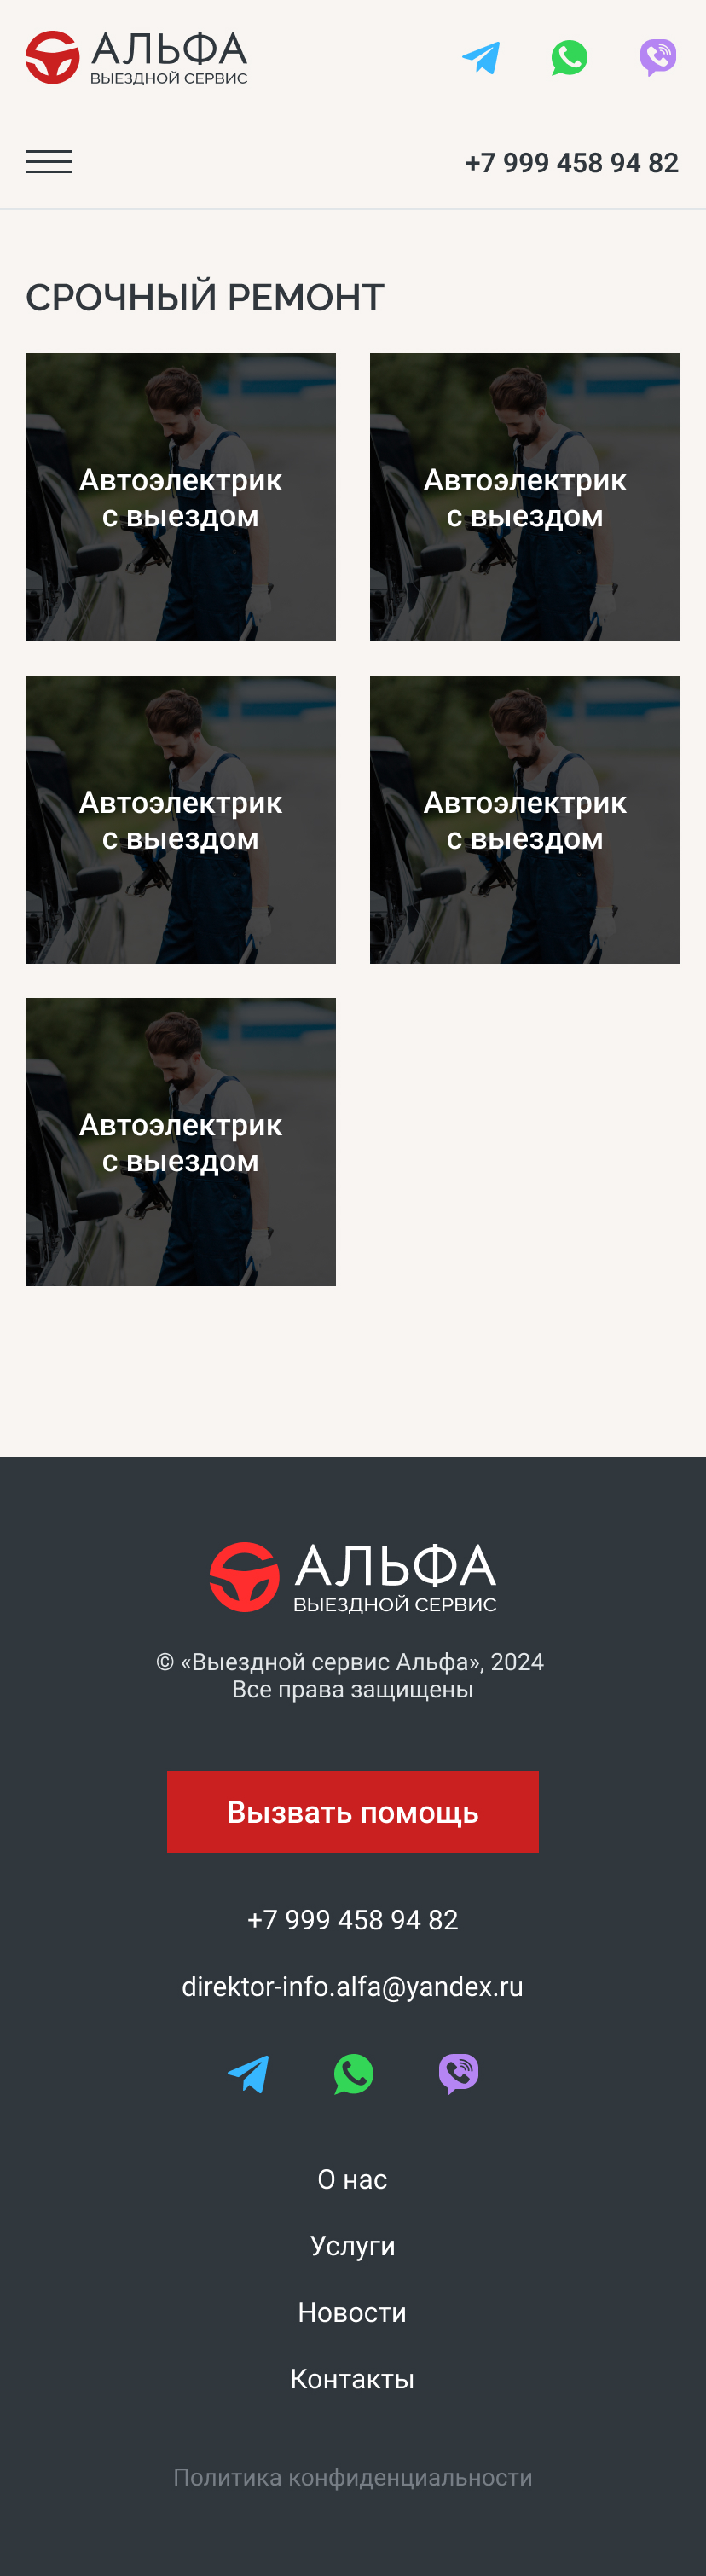 АЛЬФА
ВЫЕЗДНОЙ СЕРВИС
+7 999 458 94 82
СРОЧНЫЙ РЕМОНТ
Автоэлектрик
с выездом
Автоэлектрик
с выездом
Автоэлектрик
с выездом
Автоэлектрик
с выездом
Автоэлектрик
с выездом
АЛЬФА
ВЫЕЗДНОЙ СЕРВИС
© «Выездной сервис Альфа», 2024
Все права защищены
Вызвать помощь
+7 999 458 94 82
direktor-info.alfa@yandex.ru
О нас
Услуги
Новости
Контакты
Политика конфиденциальности